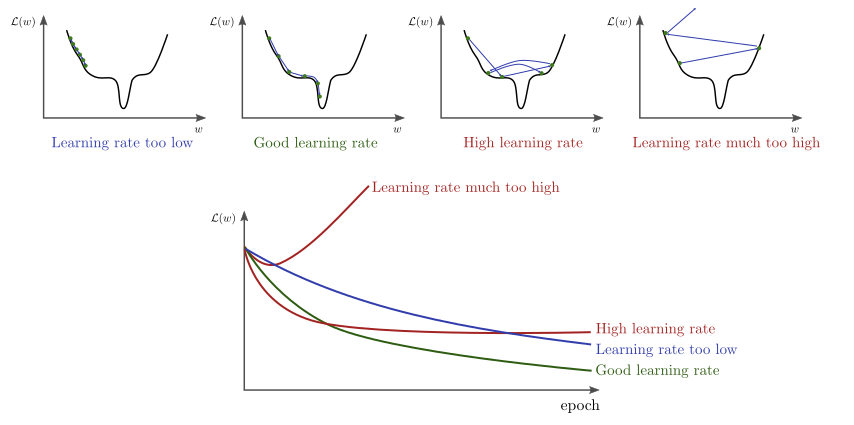 ℒ(w)
w
Learning rate too low
ℒ(w)
w
Good learning rate
ℒ(w)
w
High learning rate
ℒ(w)
w
Learning rate much too high
Learning rate much too high
ℒ(w)
High learning rate
Learning rate too low
Good learning rate
epoch